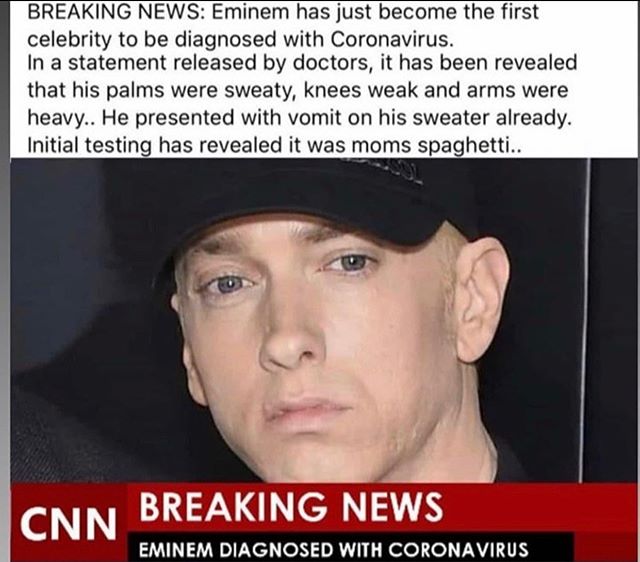 BREAKING NEWS: Eminem has just become the first
celebrity to be diagnosed with Coronavirus.
In a statement released by doctors, it has been revealed
that his palms were sweaty, knees weak and arms were
heavy.. He presented with vomit on his sweater already.
Initial testing has revealed it was moms spaghetti..
CNN
BREAKING NEWS
EMINEM DIAGNOSED WITH CORONAVIRUS